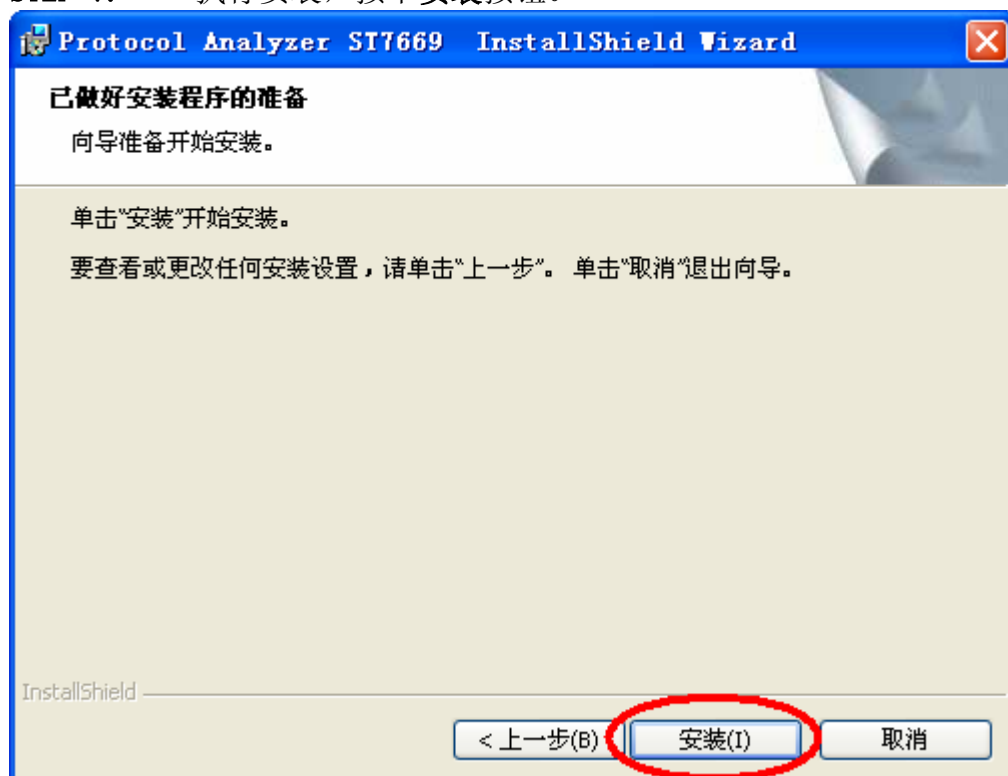 Protocol Analyzer ST7669 InstallShield Wizard
已做好安装程序的准备
向导准备开始安装。
单击“安装”开始安装。
要查看或更改任何安装设置,请单击“上一步”。 单击“取消”退出向导。
InstallShield
<上一步(B)
安装(I)
取消